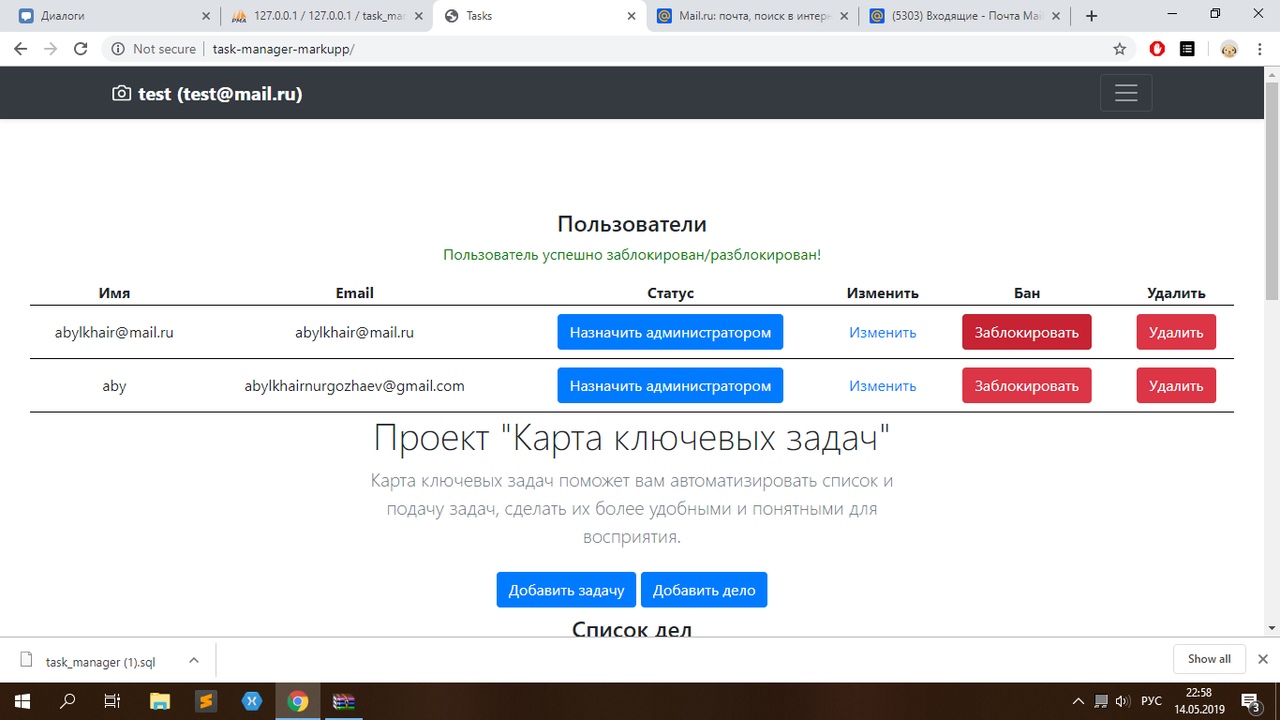 Диалоги
127.0.0.1 / 127.0.0.1 / task_mar
Tasks
Mail.ru: почта, поиск в интерн
(5303) Входящие - Почта Mail
Not secure
task-manager-markupp/
test (test@mail.ru)
Пользователи
Пользователь успешно заблокирован/разблокирован!
Имя Email Статус Изменить Бан Удалить
abylkhair@mail.ru abylkhair@mail.ru Назначить администратором Изменить Заблокировать Удалить
aby abylkhairnurgozhaev@gmail.com Назначить администратором Изменить Заблокировать Удалить
Проект "Карта ключевых задач"
Карта ключевых задач поможет вам автоматизировать список и
подачу задач, сделать их более удобными и понятными для
восприятия.
Добавить задачу Добавить дело
Список дел
task_manager (1).sql
Show all
РУС
22:58
14.05.2019
3